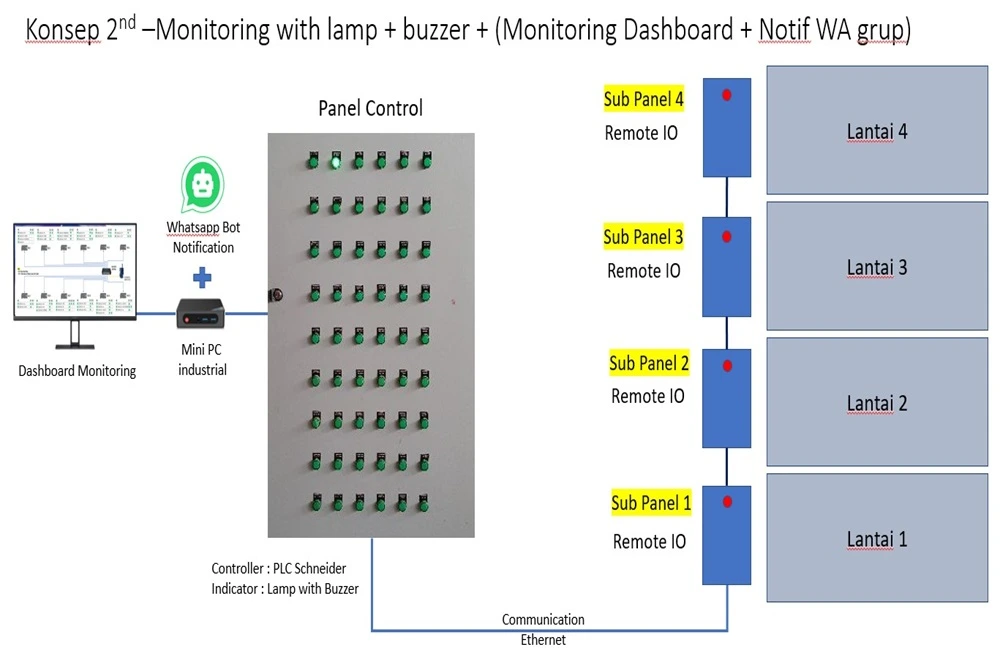 Konsep 2nd –Monitoring with lamp + buzzer + (Monitoring Dashboard + Notif WA grup)
Panel Control
Whatsapp Bot
Notification
Mini PC
industrial
Dashboard Monitoring
Controller : PLC Schneider
Indicator : Lamp with Buzzer
Communication
Ethernet
Sub Panel 4
Remote IO
Lantai 4
Sub Panel 3
Remote IO
Lantai 3
Sub Panel 2
Remote IO
Lantai 2
Sub Panel 1
Remote IO
Lantai 1